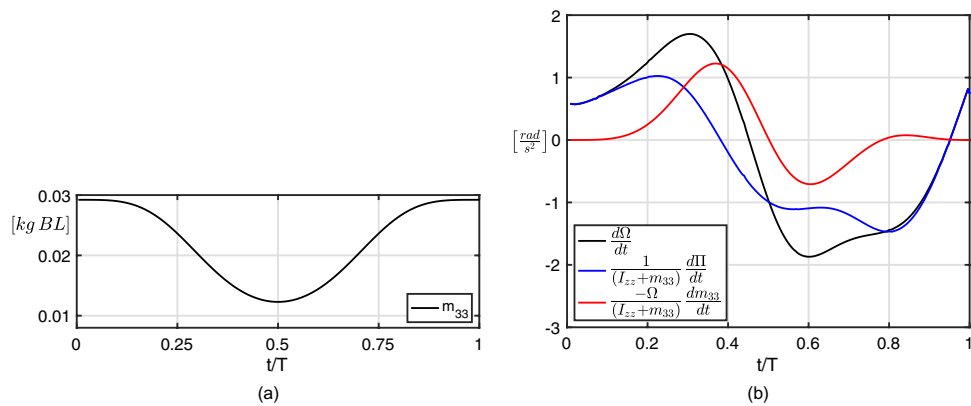 0.03
[kg BL]
0.02
0.01
m33
0 0.25 0.5 0.75 1
t/T
(a)
2
1
[rad/s²] 0
-1
-2
-3
dΩ/dt
1/(Izz+m33) dΠ/dt
-Ω/(Izz+m33) dm33/dt
0 0.2 0.4 0.6 0.8 1
t/T
(b)